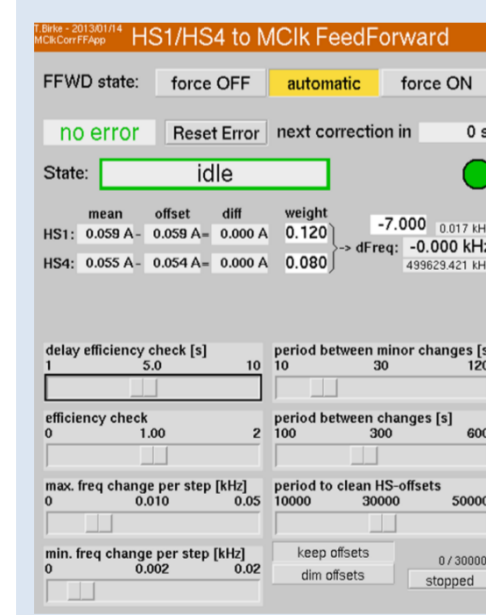 T.Birke - 2013/01/14
MClkCorrFFApp
HS1/HS4 to MClk FeedForward
FFWD state: force OFF automatic force ON
no error Reset Error next correction in 0 s
State: idle
mean offset diff weight
HS1: 0.059 A- 0.059 A= 0.000 A 0.120 -7.000 0.017 kH
-> dFreq: -0.000 kHz
HS4: 0.055 A- 0.054 A= 0.000 A 0.080 499629.421 kH
delay efficiency check [s]
1 5.0 10
period between minor changes [s
10 30 120
efficiency check
0 1.00 2
period between changes [s]
100 300 600
max. freq change per step [kHz]
0 0.010 0.05
period to clean HS-offsets
10000 30000 50000
min. freq change per step [kHz]
0 0.002 0.02
keep offsets
dim offsets
0 / 30000
stopped